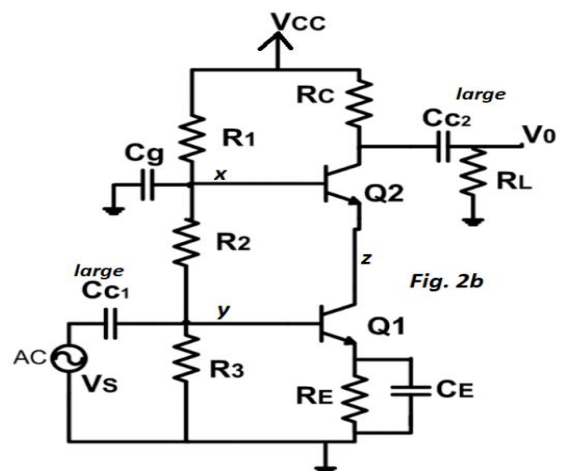 VCC
RC
large
CC2
V0
R1
Cg
x
Q2
RL
R2
z
large
CC1
y
Fig. 2b
Q1
AC
VS
R3
RE
CE